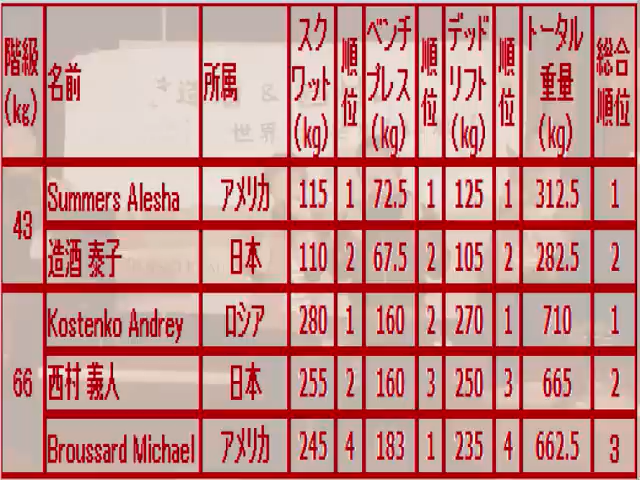 階級(kg) 名前 所属 スクワット(kg) 順位 ベンチプレス(kg) 順位 デッドリフト(kg) 順位 トータル重量(kg) 総合順位
43 Summers Alesha アメリカ 115 1 72.5 1 125 1 312.5 1
造酒 泰子 日本 110 2 67.5 2 105 2 282.5 2
66 Kostenko Andrey ロシア 280 1 160 2 270 1 710 1
西村 義人 日本 255 2 160 3 250 3 665 2
Broussard Michael アメリカ 245 4 183 1 235 4 662.5 3
世界